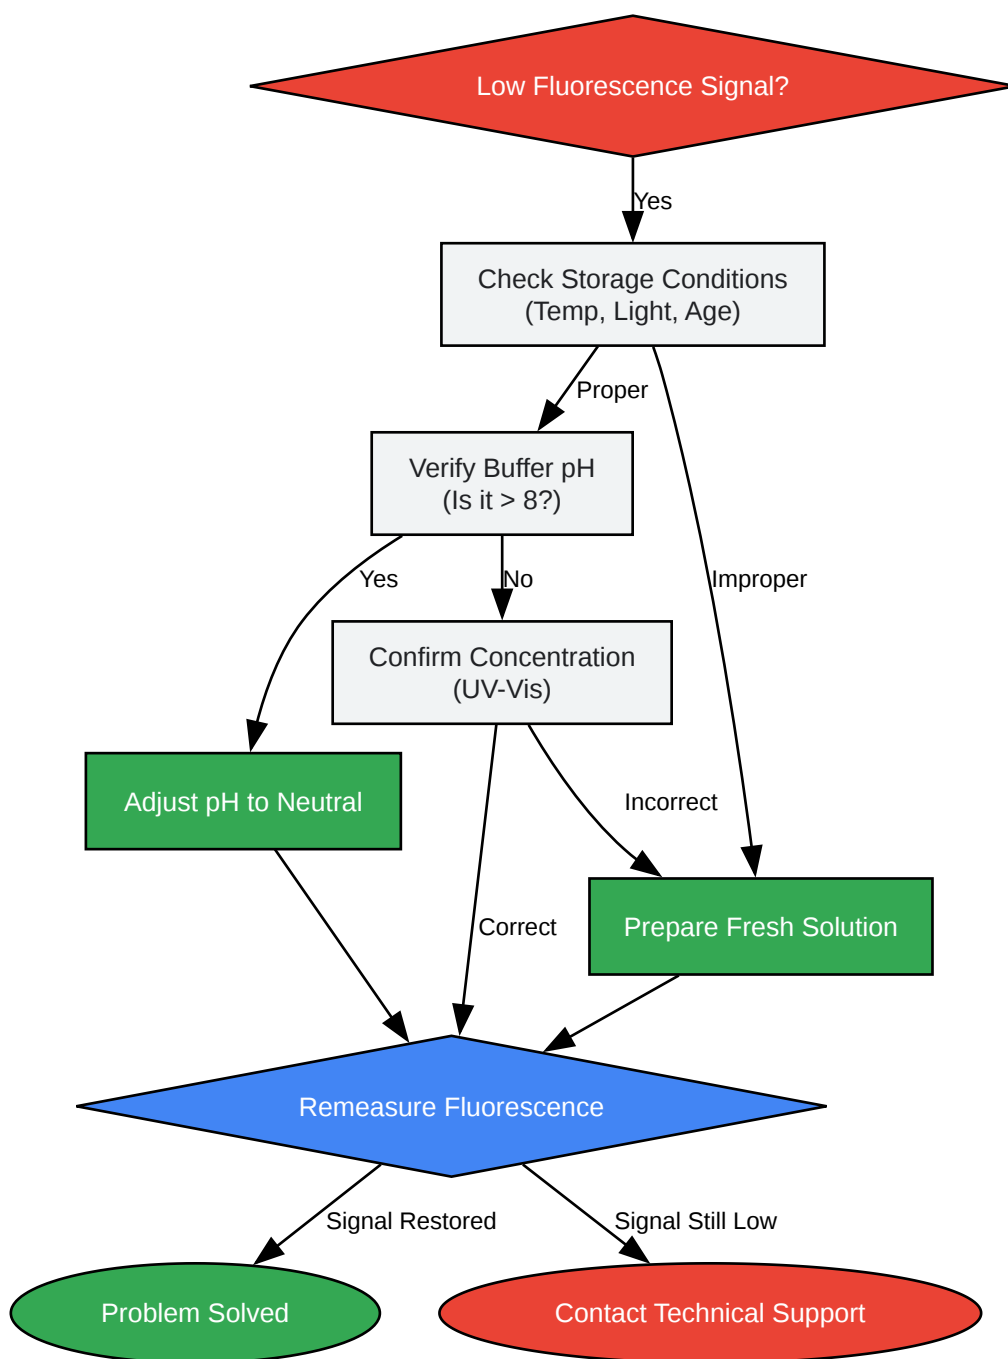 Low Fluorescence Signal?
Yes
Check Storage Conditions
(Temp, Light, Age)
Proper
Verify Buffer pH
(Is it > 8?)
Yes
No
Improper
Confirm Concentration
(UV-Vis)
Adjust pH to Neutral
Incorrect
Correct
Prepare Fresh Solution
Remeasure Fluorescence
Signal Restored
Signal Still Low
Problem Solved
Contact Technical Support